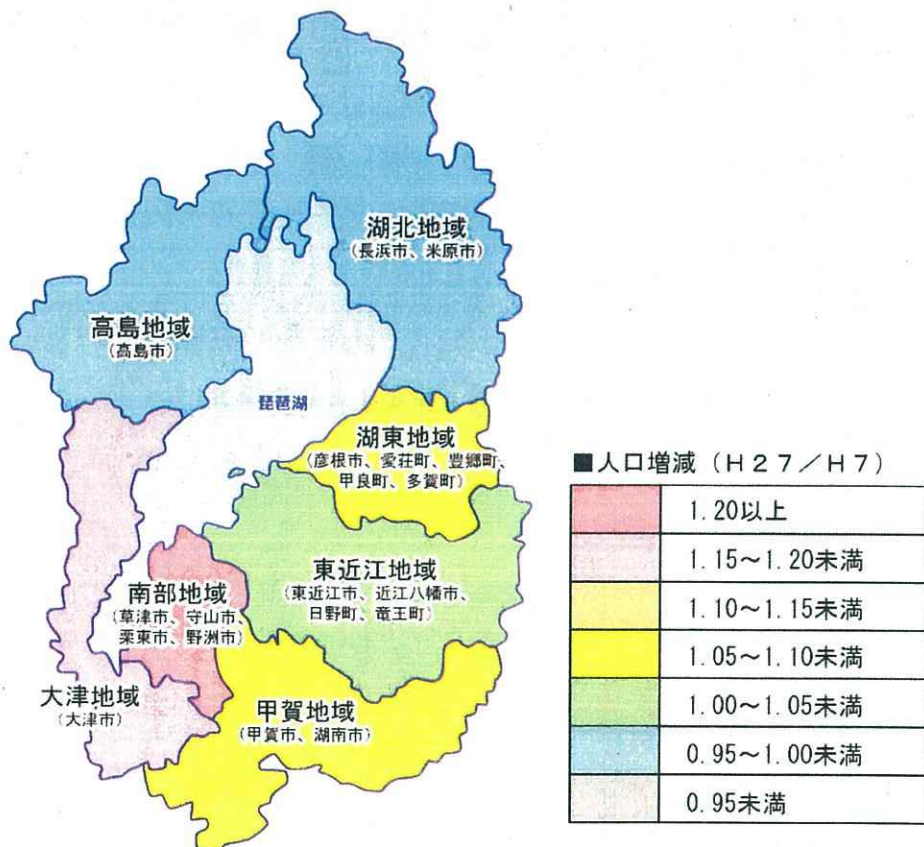 湖北地域
(長浜市、米原市)
高島地域
(高島市)
琵琶湖
湖東地域
(彦根市、愛荘町、豊郷町、
甲良町、多賀町)
東近江地域
(東近江市、近江八幡市、
日野町、竜王町)
南部地域
(草津市、守山市、
栗東市、野洲市)
大津地域
(大津市)
甲賀地域
(甲賀市、湖南市)
■人口増減(H27/H7)
1.20以上
1.15~1.20未満
1.10~1.15未満
1.05~1.10未満
1.00~1.05未満
0.95~1.00未満
0.95未満